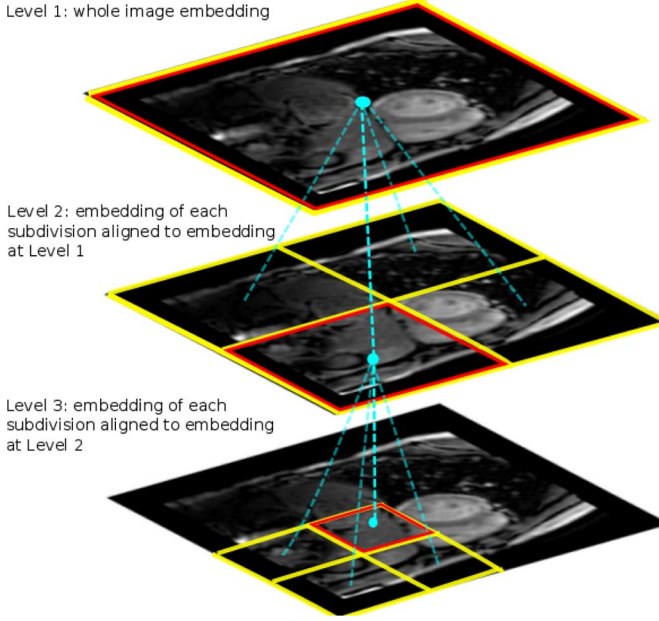 Level 1: whole image embedding
Level 2: embedding of each
subdivision aligned to embedding
at Level 1
Level 3: embedding of each
subdivision aligned to embedding
at Level 2